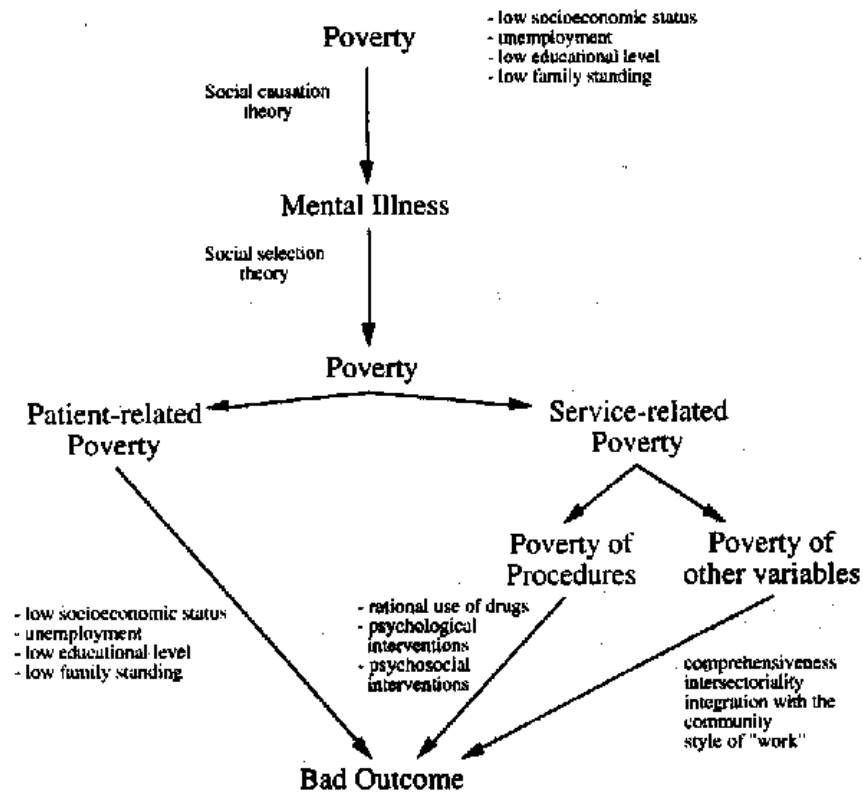 Poverty
- low socioeconomic status
- unemployment
- low educational level
- low family standing
Social causation
theory
Mental Illness
Social selection
theory
Poverty
Patient-related
Poverty
Service-related
Poverty
Poverty of
Procedures
Poverty of
other variables
- low socioeconomic status
- unemployment
- low educational level
- low family standing
- rational use of drugs
- psychological
interventions
- psychosocial
interventions
comprehensiveness
intersectoriality
integration with the
community
style of "work"
Bad Outcome